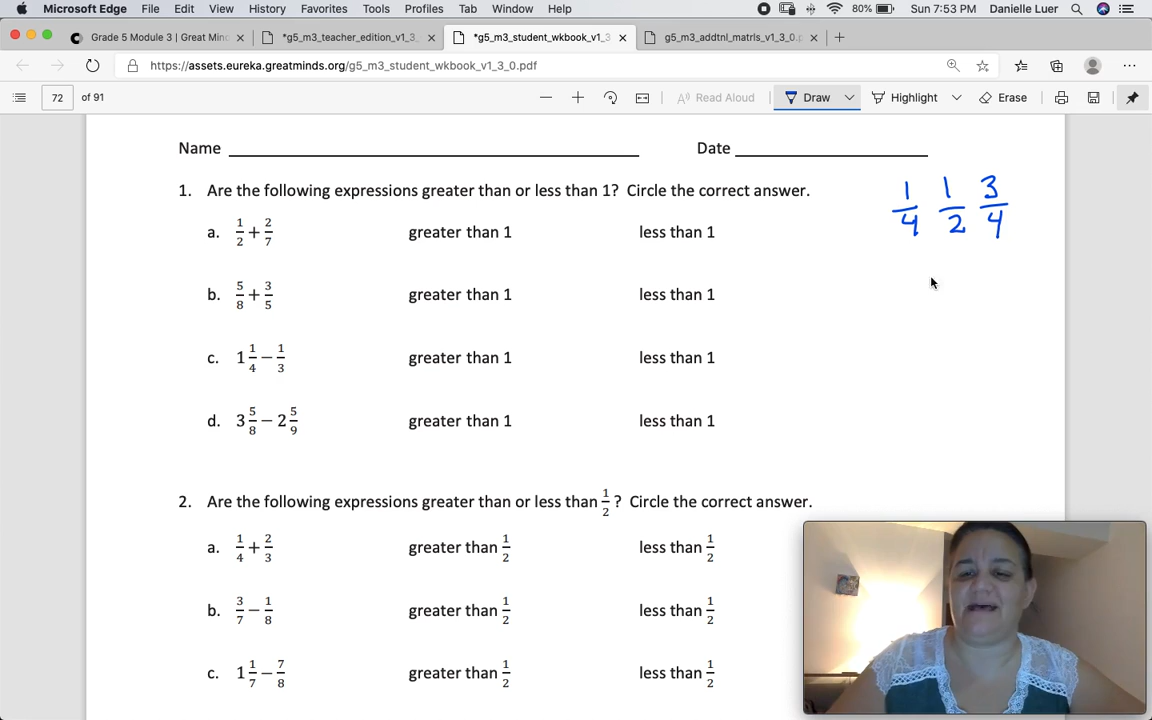 Microsoft Edge File Edit View History Favorites Tools Profiles Tab Window Help 80% Sun 7:53 PM Danielle Luer
Grade 5 Module 3 | Great Min *g5_m3_teacher_edition_v1_3_ *g5_m3_student_wkbook_v1_3 g5_m3_addtnl_matrls_v1_3_0.p
https://assets.eureka.greatminds.org/g5_m3_student_wkbook_v1_3_0.pdf
72 of 91 Read Aloud Draw Highlight Erase
Name Date
1. Are the following expressions greater than or less than 1? Circle the correct answer.
1/4 1/2 3/4
a. 1/2 + 2/7 greater than 1 less than 1
b. 5/8 + 3/5 greater than 1 less than 1
c. 1 1/4 − 1/3 greater than 1 less than 1
d. 3 5/8 − 2 5/9 greater than 1 less than 1
2. Are the following expressions greater than or less than 1/2? Circle the correct answer.
a. 1/4 + 2/3 greater than 1/2 less than 1/2
b. 3/7 − 1/8 greater than 1/2 less than 1/2
c. 1 1/7 − 7/8 greater than 1/2 less than 1/2